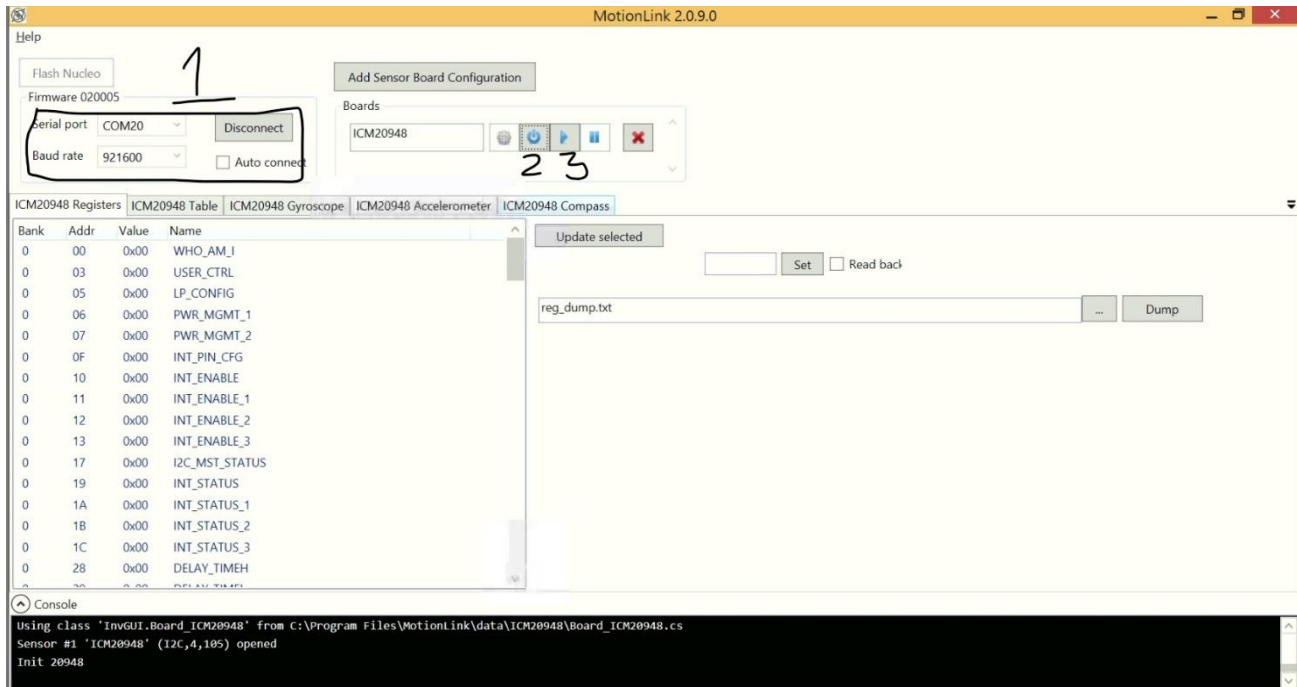 MotionLink 2.0.9.0
Help
Flash Nucleo
1
Add Sensor Board Configuration
Firmware 020005
Boards
Serial port COM20 Disconnect
ICM20948
Baud rate 921600 Auto connect
2 3
ICM20948 Registers ICM20948 Table ICM20948 Gyroscope ICM20948 Accelerometer ICM20948 Compass
Bank Addr Value Name
Update selected
Set Read back
reg_dump.txt ... Dump
0 00 0x00 WHO_AM_I
0 03 0x00 USER_CTRL
0 05 0x00 LP_CONFIG
0 06 0x00 PWR_MGMT_1
0 07 0x00 PWR_MGMT_2
0 0F 0x00 INT_PIN_CFG
0 10 0x00 INT_ENABLE
0 11 0x00 INT_ENABLE_1
0 12 0x00 INT_ENABLE_2
0 13 0x00 INT_ENABLE_3
0 17 0x00 I2C_MST_STATUS
0 19 0x00 INT_STATUS
0 1A 0x00 INT_STATUS_1
0 1B 0x00 INT_STATUS_2
0 1C 0x00 INT_STATUS_3
0 28 0x00 DELAY_TIMEH
Console
Using class 'InvGUI.Board_ICM20948' from C:\Program Files\MotionLink\data\ICM20948\Board_ICM20948.cs
Sensor #1 'ICM20948' (I2C,4,105) opened
Init 20948